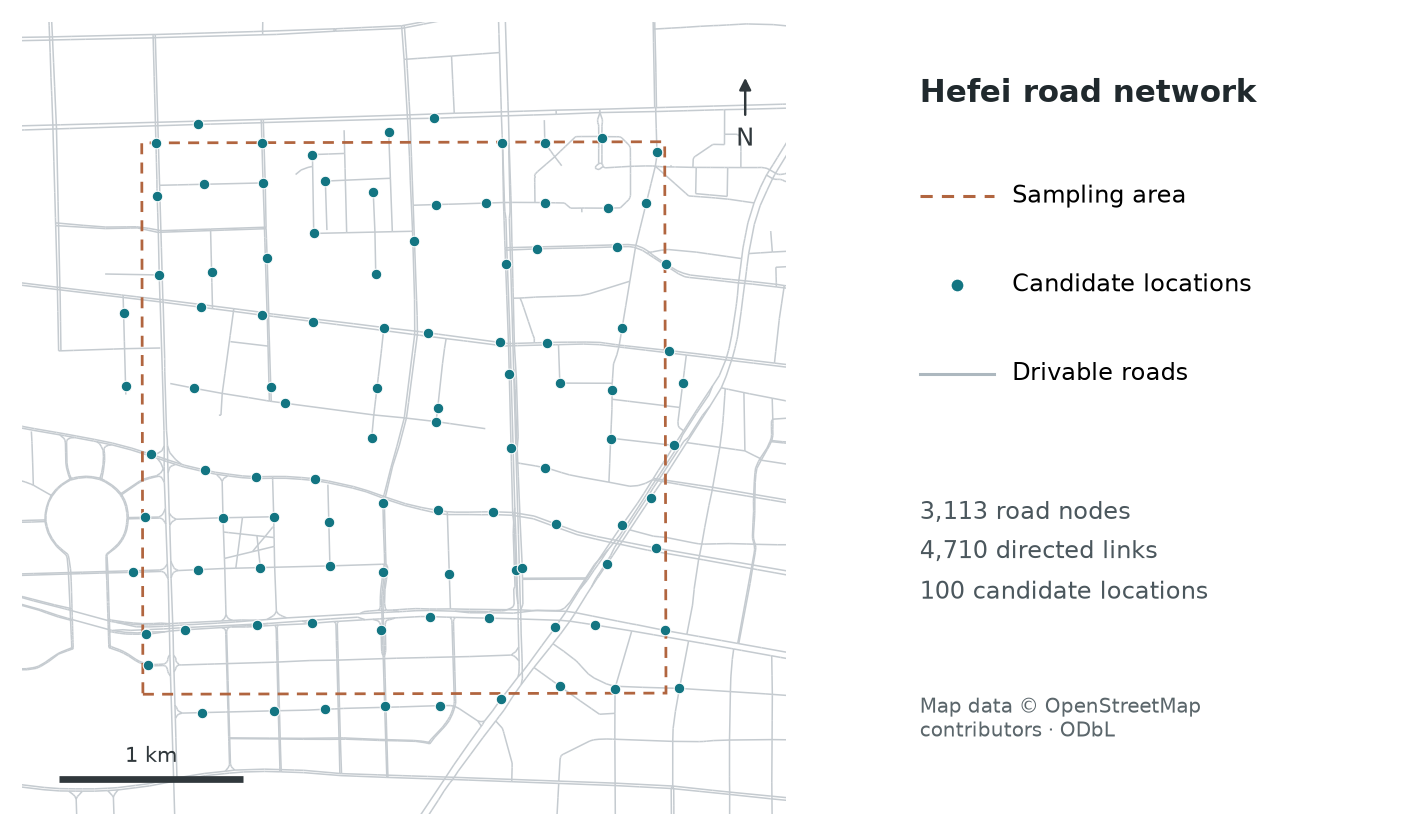 Hefei road network
N
Sampling area
Candidate locations
Drivable roads
3,113 road nodes
4,710 directed links
100 candidate locations
Map data © OpenStreetMap
contributors · ODbL
1 km